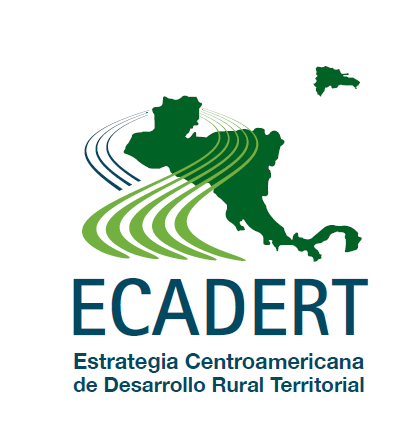 ECADERT
Estrategia Centroamericana
de Desarrollo Rural Territorial